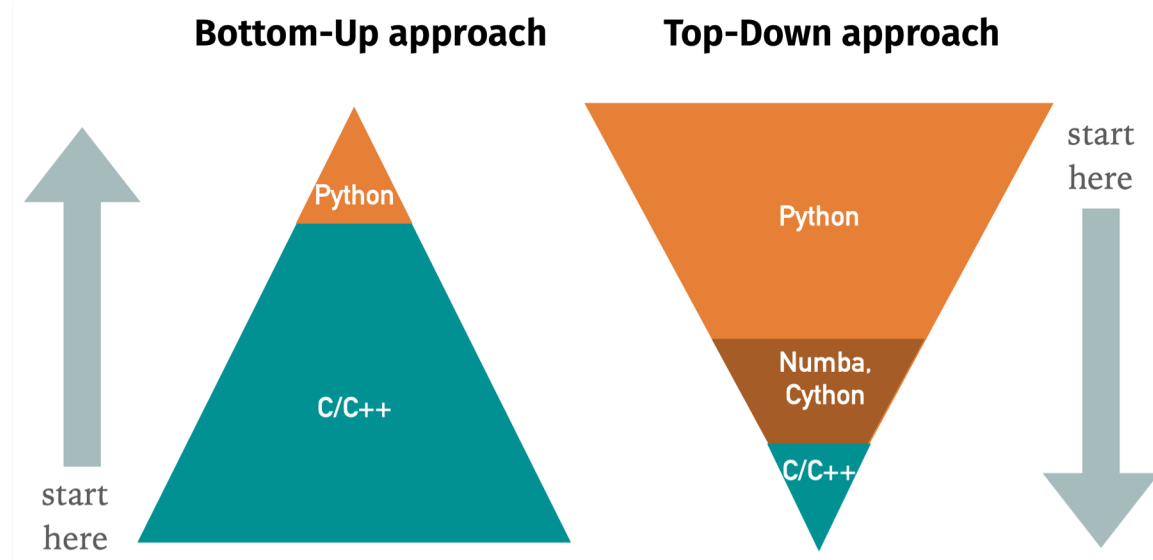 Bottom-Up approach
Top-Down approach
start
here
Python
C/C++
Python
Numba,
Cython
C/C++
start
here